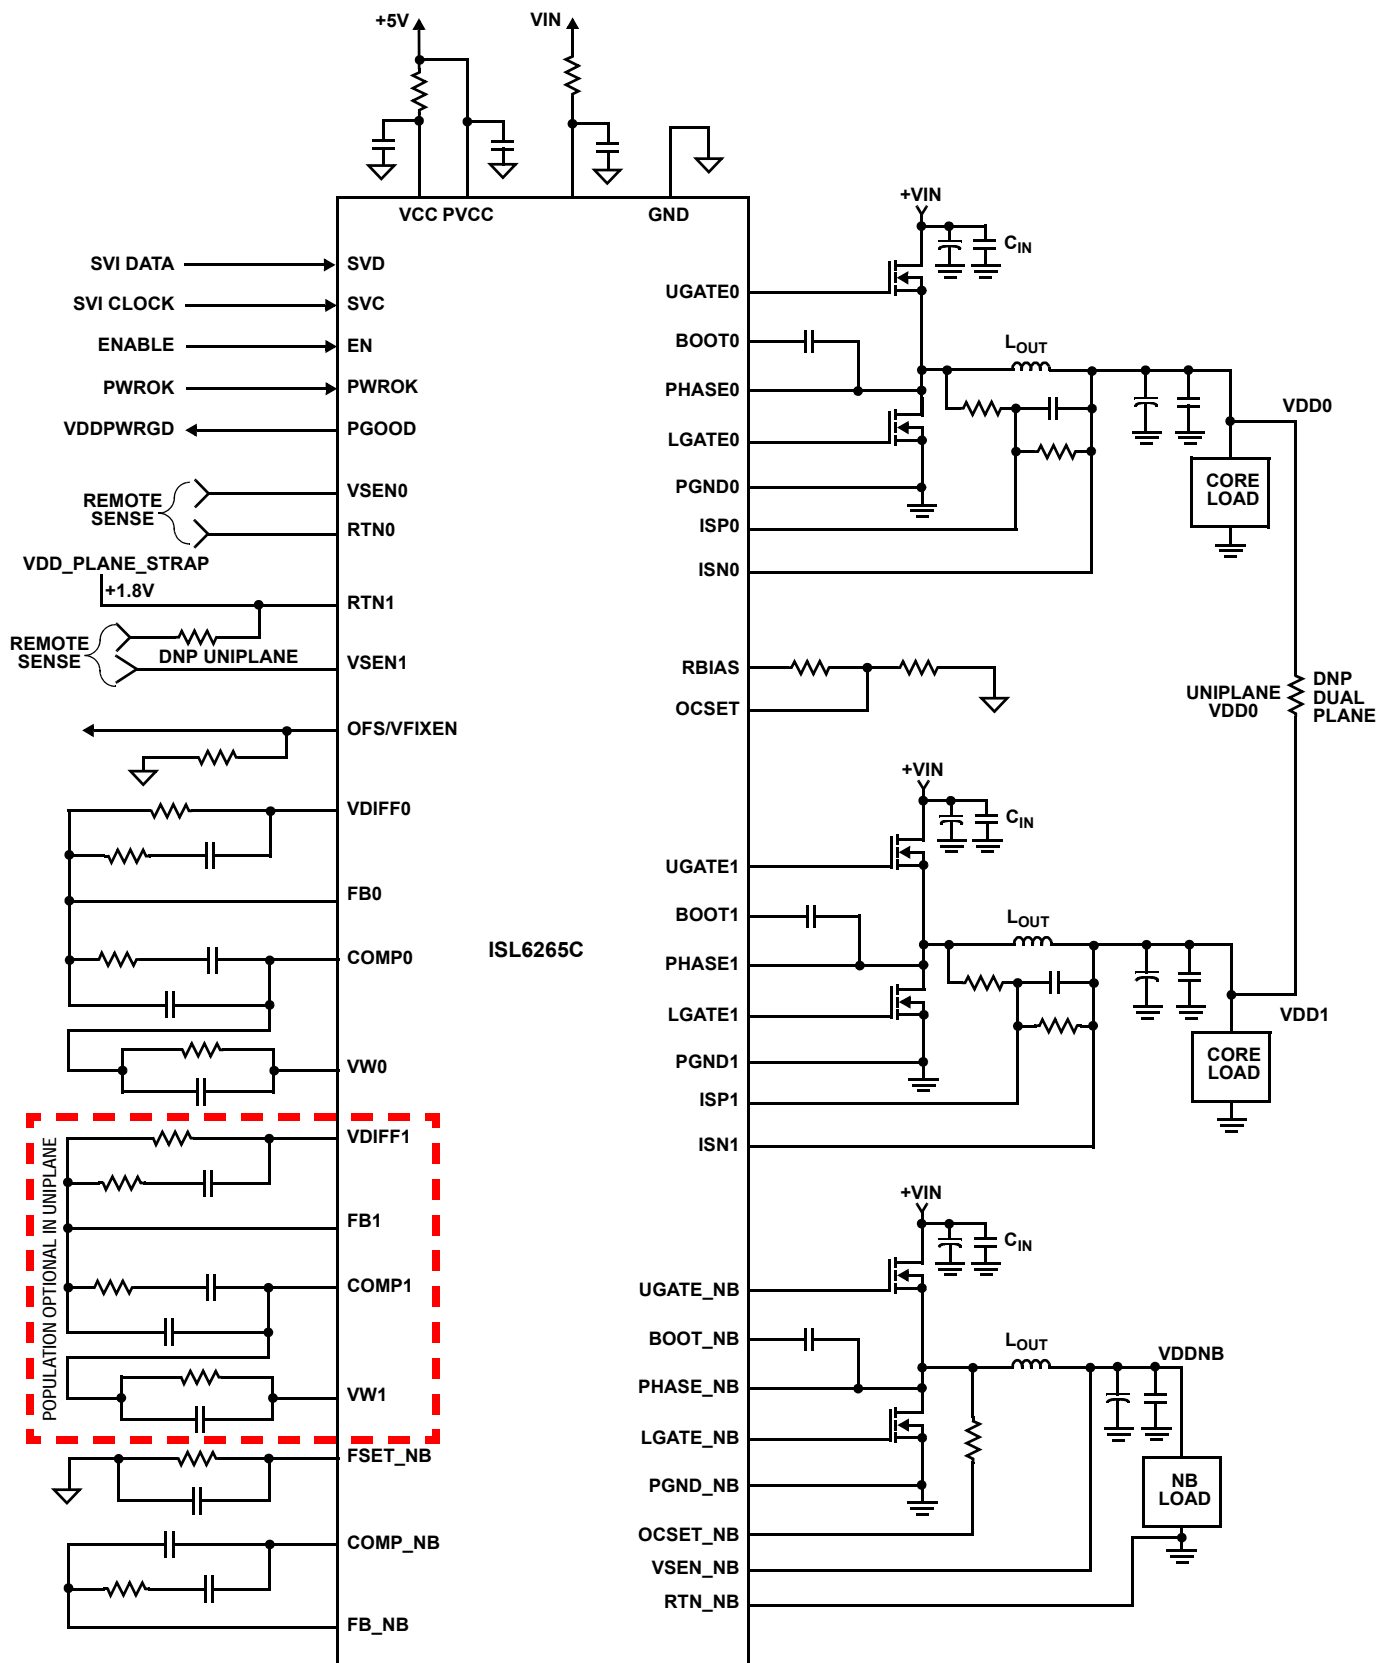 +5V
VIN
VCC PVCC
GND
SVI DATA
SVD
SVI CLOCK
SVC
ENABLE
EN
PWROK
PWROK
VDDPWRGD
PGOOD
REMOTE
SENSE
VSEN0
RTN0
VDD_PLANE_STRAP
+1.8V
RTN1
REMOTE
SENSE
DNP UNIPLANE
VSEN1
OFS/VFIXEN
VDIFF0
FB0
COMP0
VW0
POPULATION OPTIONAL IN UNIPLANE
VDIFF1
FB1
COMP1
VW1
FSET_NB
COMP_NB
FB_NB
ISL6265C
+VIN
CIN
UGATE0
BOOT0
LOUT
PHASE0
LGATE0
PGND0
ISP0
ISN0
VDD0
CORE
LOAD
RBIAS
OCSET
UNIPLANE
VDD0
DNP
DUAL
PLANE
+VIN
CIN
UGATE1
BOOT1
LOUT
PHASE1
LGATE1
PGND1
ISP1
ISN1
VDD1
CORE
LOAD
+VIN
CIN
UGATE_NB
BOOT_NB
LOUT
VDDNB
PHASE_NB
LGATE_NB
PGND_NB
OCSET_NB
VSEN_NB
RTN_NB
NB
LOAD